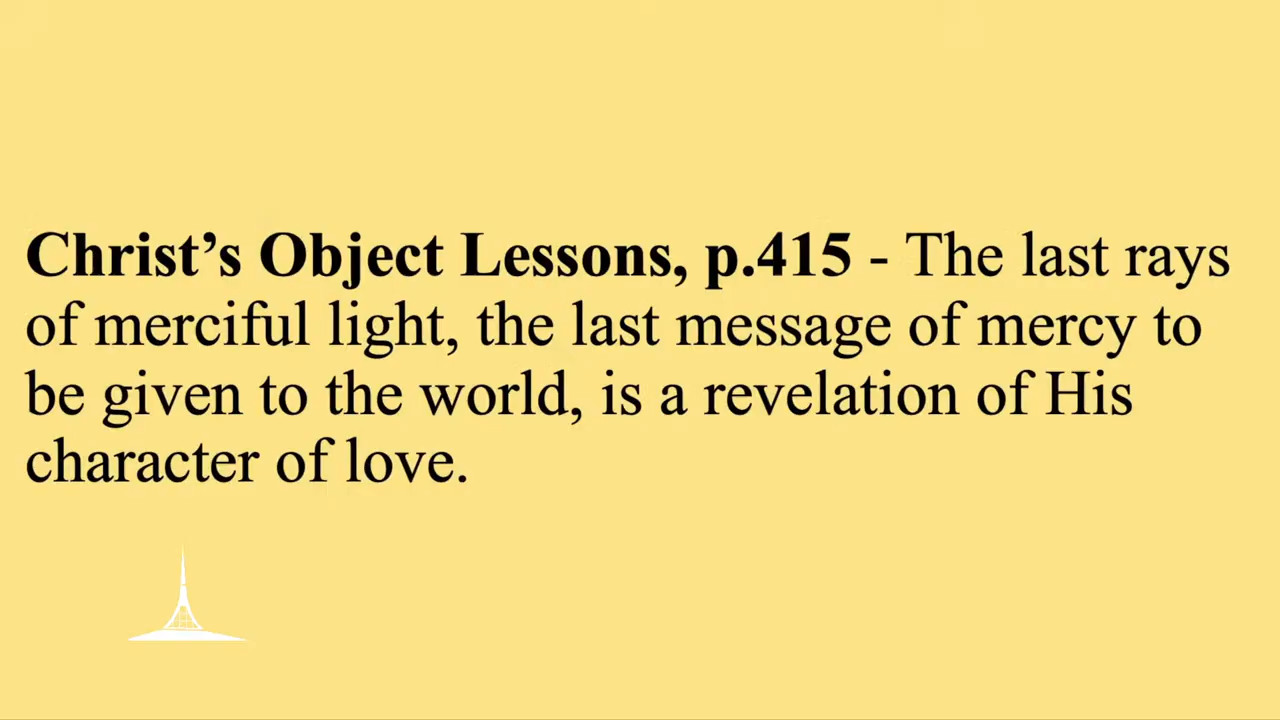 Christ’s Object Lessons, p.415 - The last rays
of merciful light, the last message of mercy to
be given to the world, is a revelation of His
character of love.